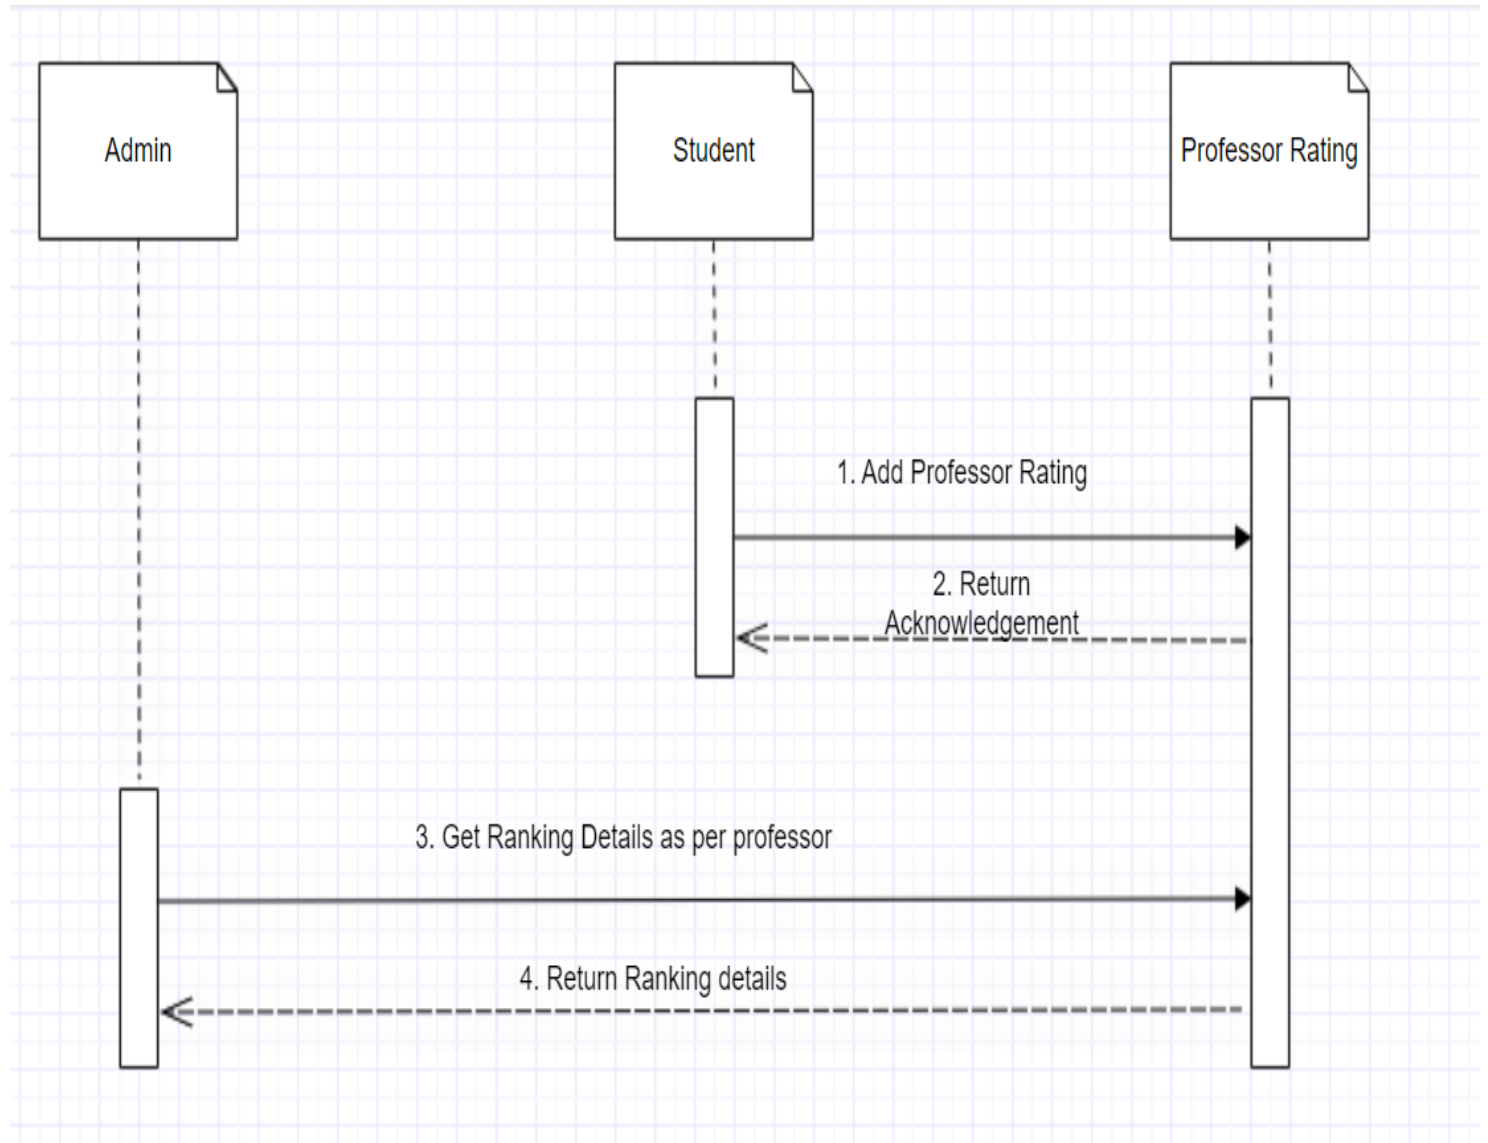 Admin
Student
Professor Rating
1. Add Professor Rating
2. Return
Acknowledgement
3. Get Ranking Details as per professor
4. Return Ranking details